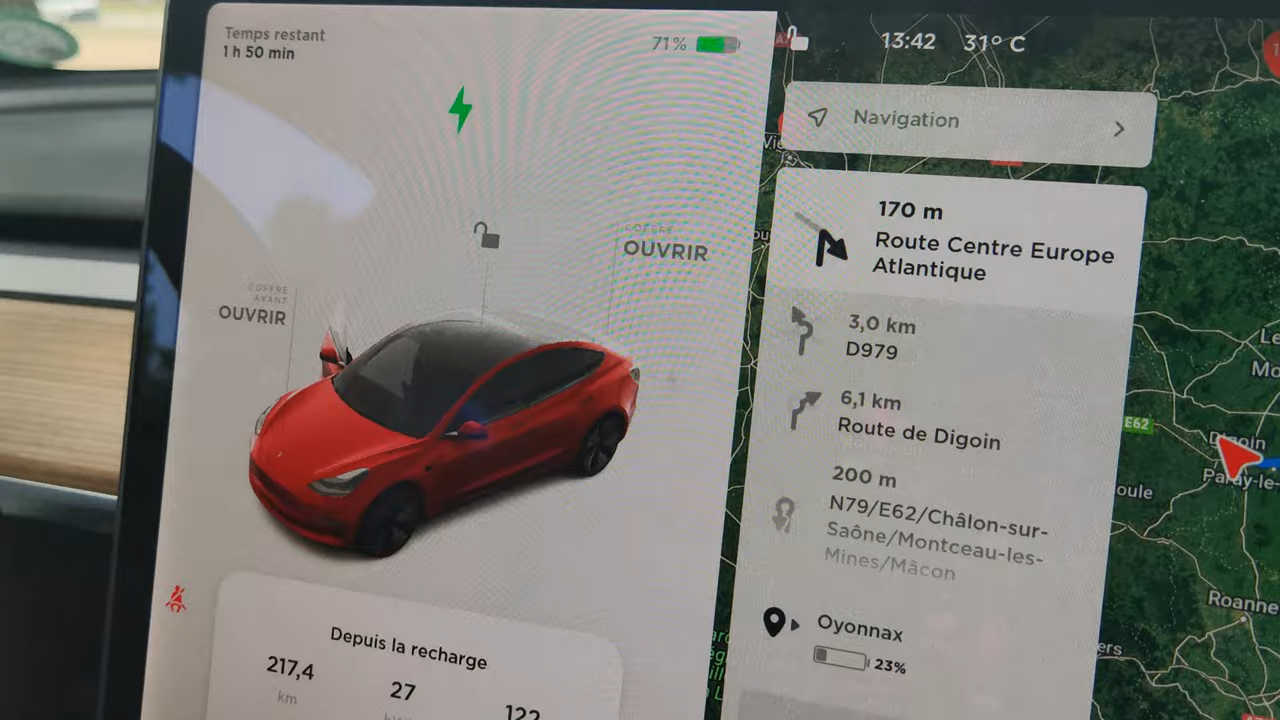 Temps restant
1 h 50 min
71%
COFFRE
OUVRIR
COFFRE
AVANT
OUVRIR
Depuis la recharge
217,4
km
27
122
13:42
31° C
Navigation
170 m
Route Centre Europe
Atlantique
3,0 km
D979
6,1 km
Route de Digoin
200 m
N79/E62/Châlon-sur-
Saône/Montceau-les-
Mines/Mâcon
Oyonnax
23%
E62
Digoin
Roanne